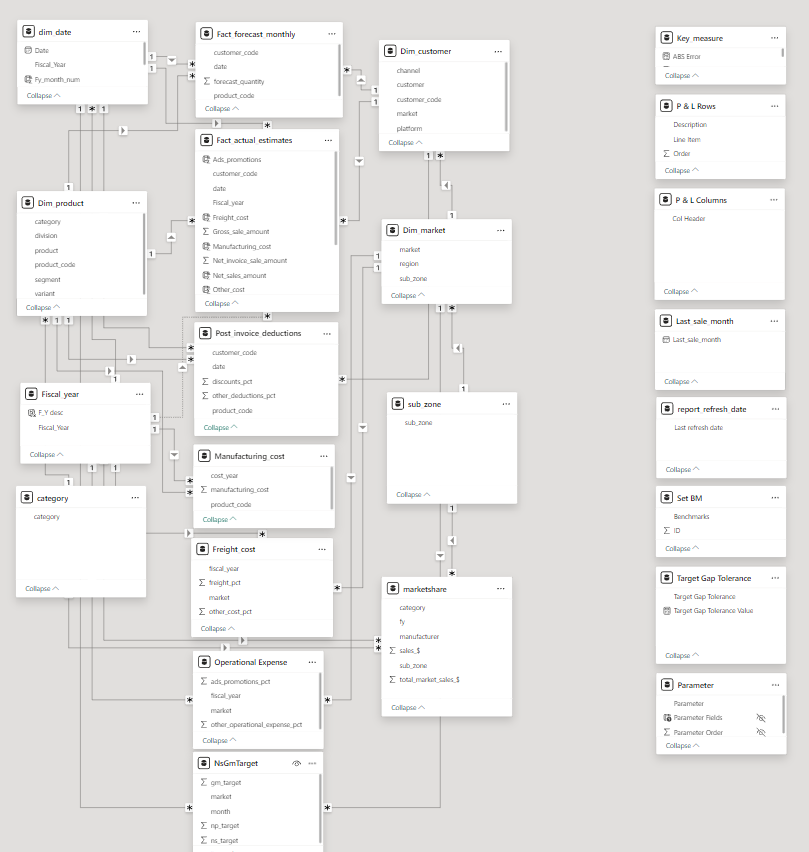 dim_date
Date
Fiscal_Year
Fy_month_num
Collapse
Fact_forecast_monthly
customer_code
date
forecast_quantity
product_code
Collapse
Dim_customer
channel
customer
customer_code
market
platform
Collapse
Key_measure
ABS Error
Collapse
P & L Rows
Description
Line Item
Order
Collapse
Fact_actual_estimates
Ads_promotions
customer_code
date
Fiscal_year
Freight_cost
Gross_sale_amount
Manufacturing_cost
Net_invoice_sale_amount
Net_sales_amount
Other_cost
Collapse
Dim_product
category
division
product
product_code
segment
variant
Collapse
Dim_market
market
region
sub_zone
Collapse
P & L Columns
Col Header
Collapse
Last_sale_month
Last_sale_month
Collapse
Post_invoice_deductions
customer_code
date
discounts_pct
other_deductions_pct
product_code
Collapse
Fiscal_year
F_Y desc
Fiscal_Year
Collapse
sub_zone
sub_zone
Collapse
report_refresh_date
Last refresh date
Collapse
Manufacturing_cost
cost_year
manufacturing_cost
product_code
Collapse
category
category
Collapse
Set BM
Benchmarks
ID
Collapse
Freight_cost
fiscal_year
freight_pct
market
other_cost_pct
Collapse
marketshare
category
fy
manufacturer
sales_$
sub_zone
total_market_sales_$
Collapse
Target Gap Tolerance
Target Gap Tolerance
Target Gap Tolerance Value
Collapse
Operational Expense
ads_promotions_pct
fiscal_year
market
other_operational_expense_pct
Collapse
Parameter
Parameter
Parameter Fields
Parameter Order
Collapse
NsGmTarget
gm_target
market
month
np_target
ns_target